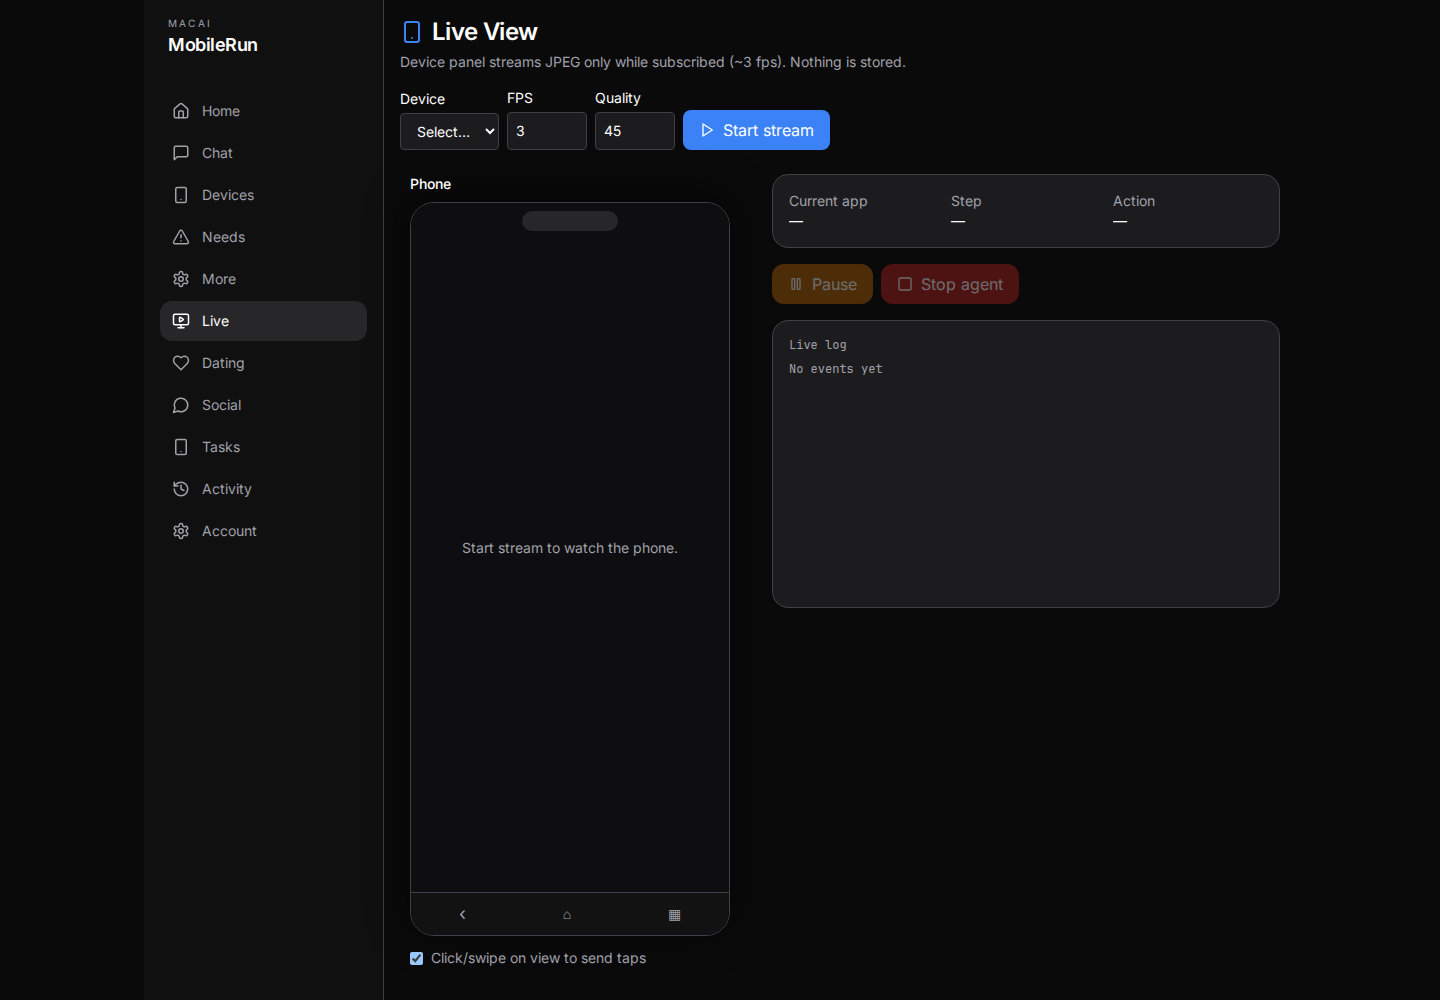 MACAI
MobileRun
Home
Chat
Devices
Needs
More
Live
Dating
Social
Tasks
Activity
Account
Live View
Device panel streams JPEG only while subscribed (~3 fps). Nothing is stored.
Device
FPS
Quality
Select...
3
45
Start stream
Phone
Start stream to watch the phone.
Click/swipe on view to send taps
Current app
Step
Action
—
—
—
Pause
Stop agent
Live log
No events yet